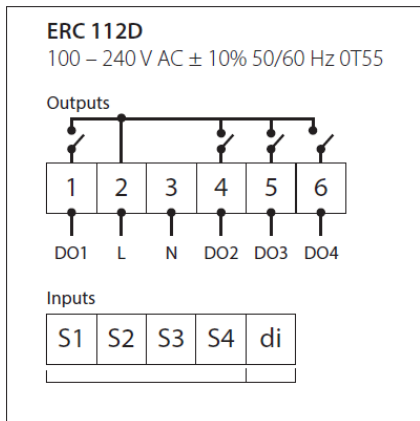 ERC 112D
100 – 240 V AC ± 10% 50/60 Hz 0T55
Outputs
1 2 3 4 5 6
DO1 L N DO2 DO3 DO4
Inputs
S1 S2 S3 S4 di